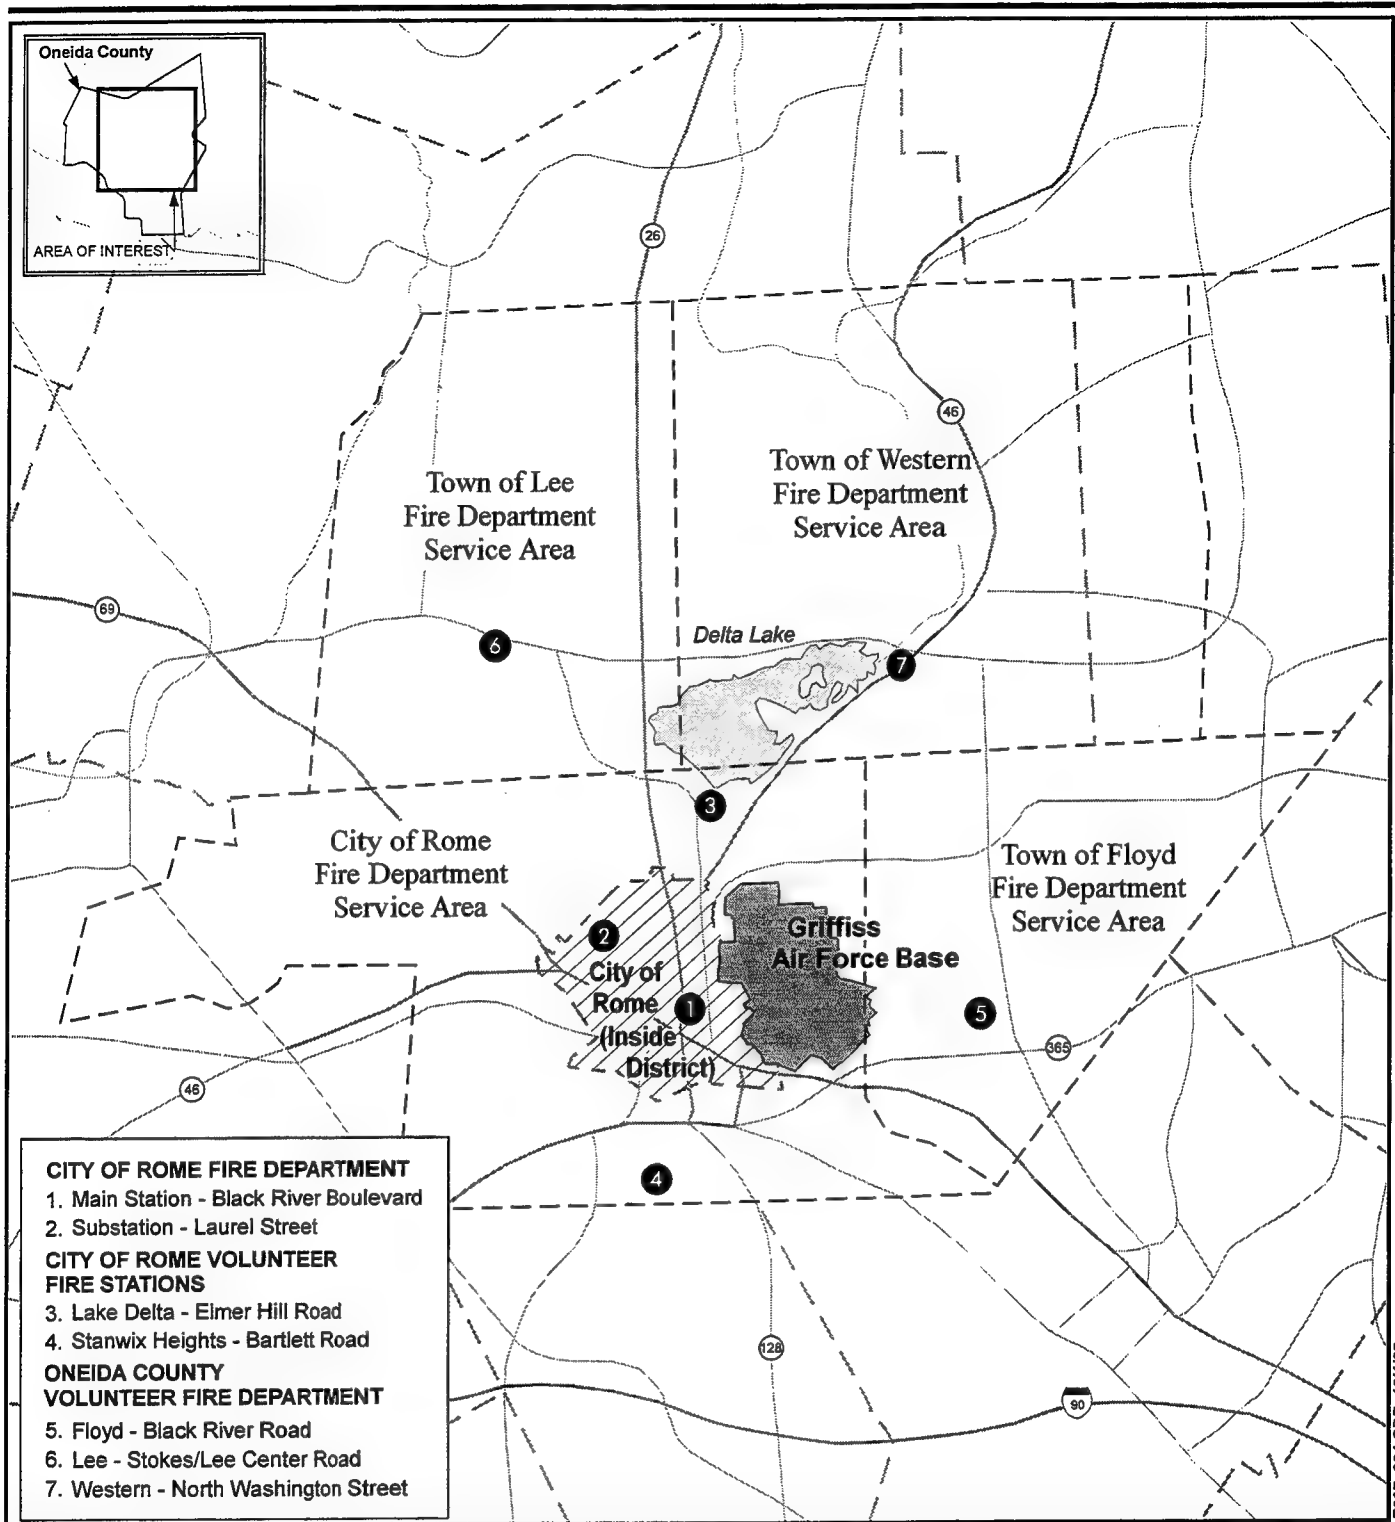 Oneida County
AREA OF INTEREST
26
46
Town of Lee
Fire Department
Service Area
Town of Western
Fire Department
Service Area
69
6
Delta Lake
7
3
City of Rome
Fire Department
Service Area
Town of Floyd
Fire Department
Service Area
2
Griffiss
Air Force Base
City of
Rome
(Inside
District)
1
5
365
46
4
128
90
CITY OF ROME FIRE DEPARTMENT
1. Main Station - Black River Boulevard
2. Substation - Laurel Street
CITY OF ROME VOLUNTEER
FIRE STATIONS
3. Lake Delta - Elmer Hill Road
4. Stanwix Heights - Bartlett Road
ONEIDA COUNTY
VOLUNTEER FIRE DEPARTMENT
5. Floyd - Black River Road
6. Lee - Stokes/Lee Center Road
7. Western - North Washington Street